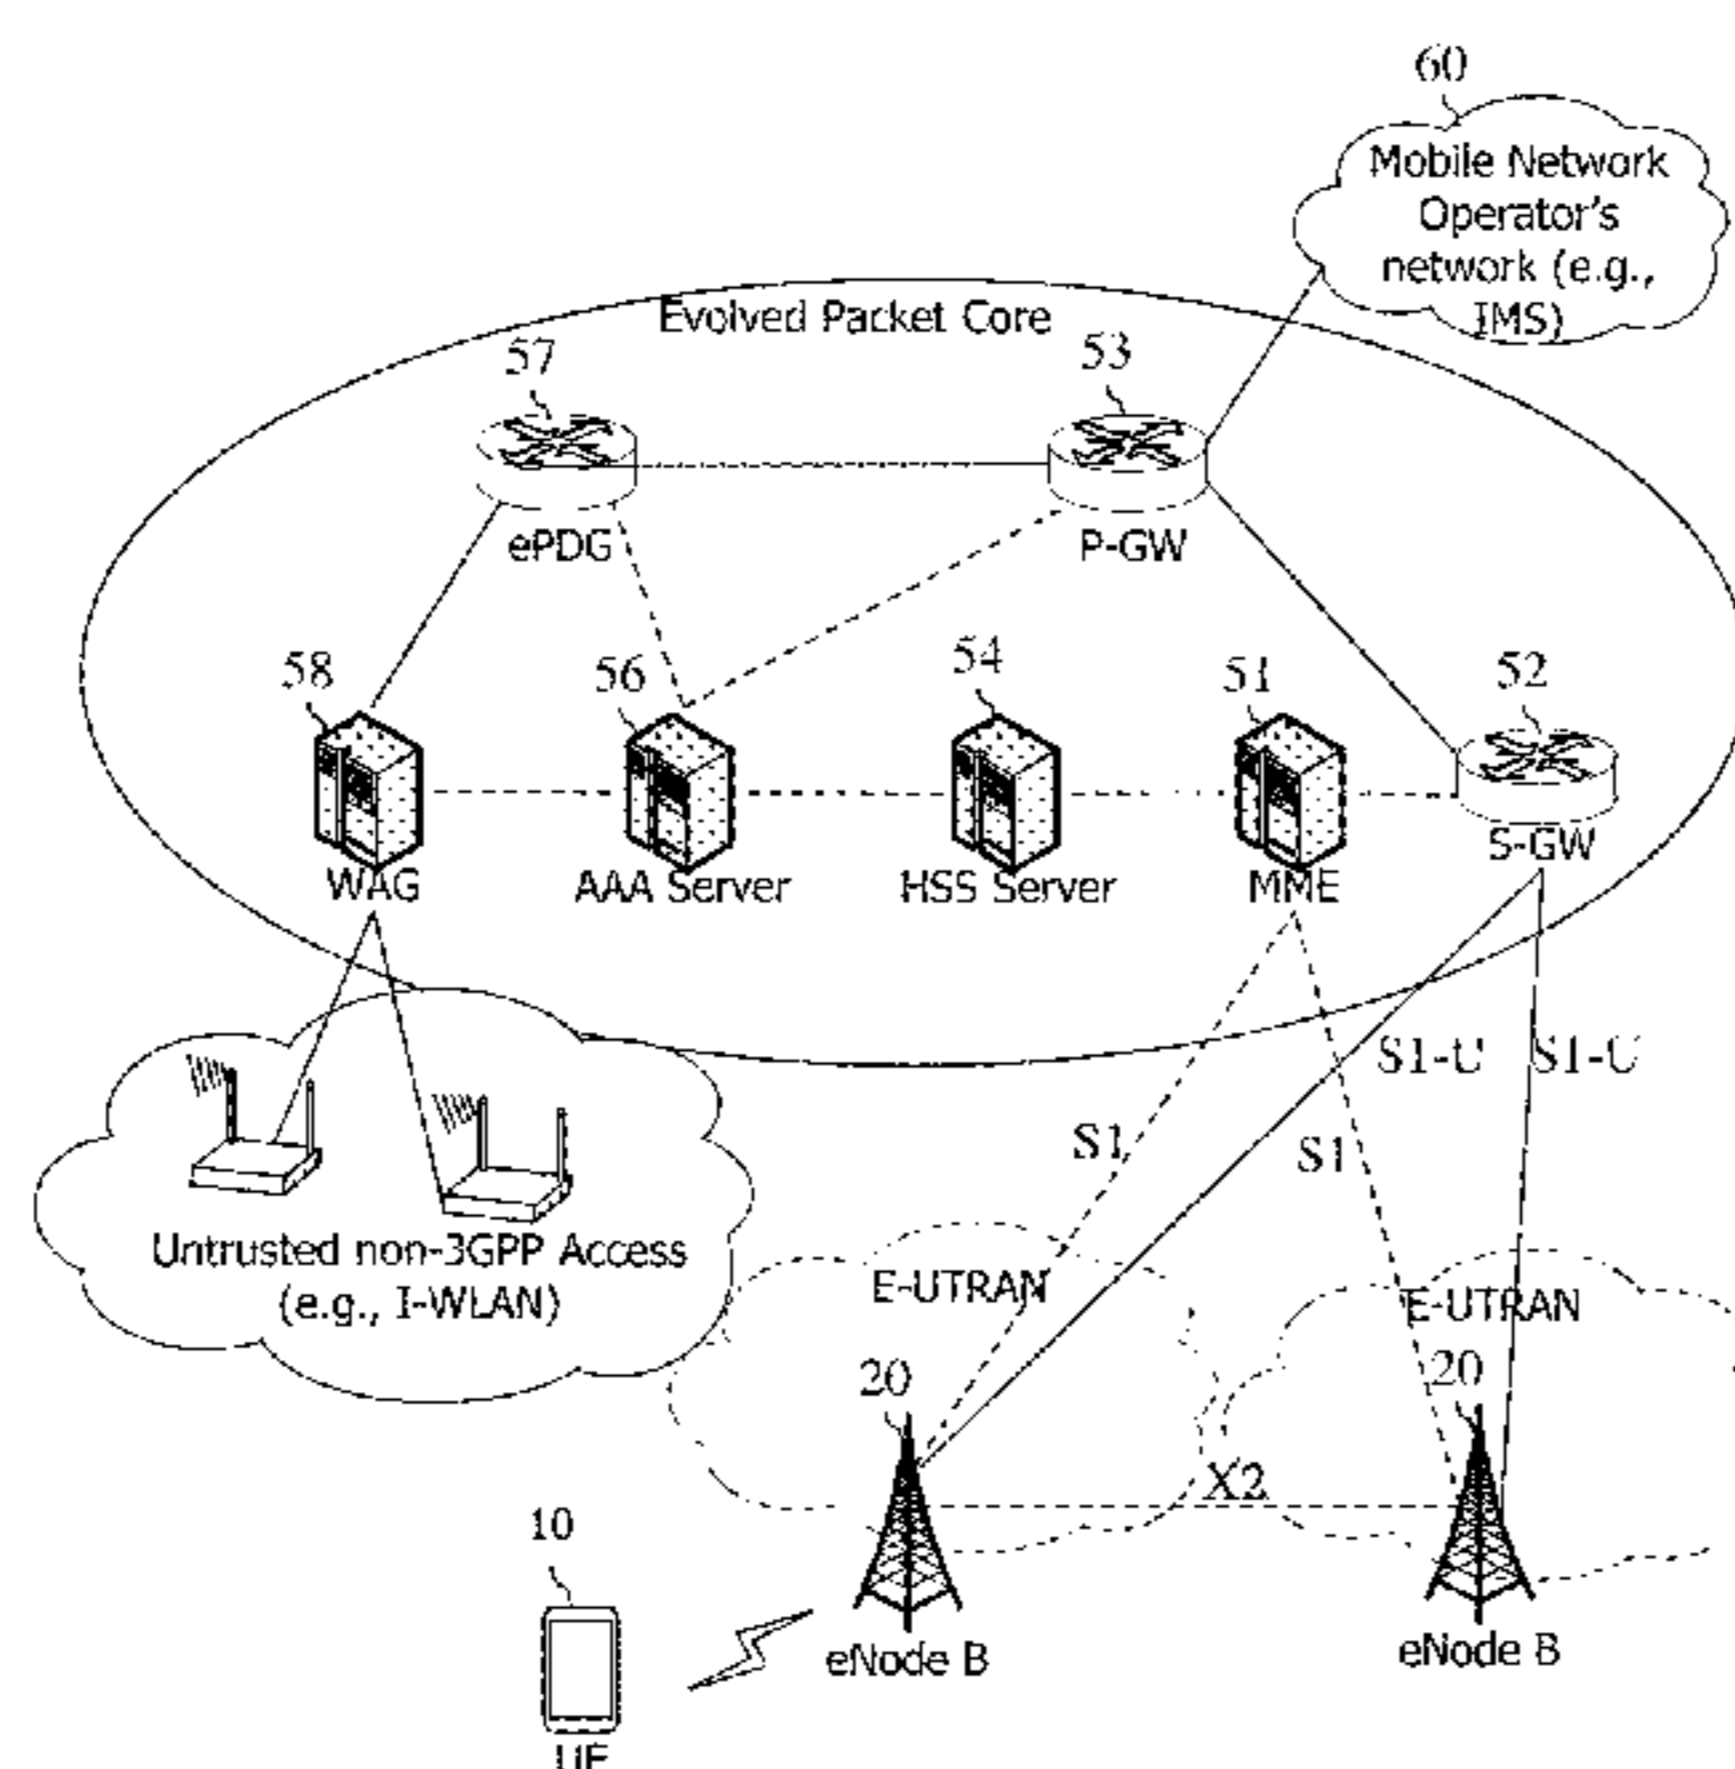 60
Mobile Network
Operator's
network (e.g.,
IMS)
Evolved Packet Core
57
53
ePDG
P-GW
58
56
54
51
52
WAG
AAA Server
HSS Server
MME
S-GW
S1-U
S1-U
S1
S1
Untrusted non-3GPP Access
(e.g., I-WLAN)
E-UTRAN
E-UTRAN
20
20
X2
10
eNode B
eNode B
UE